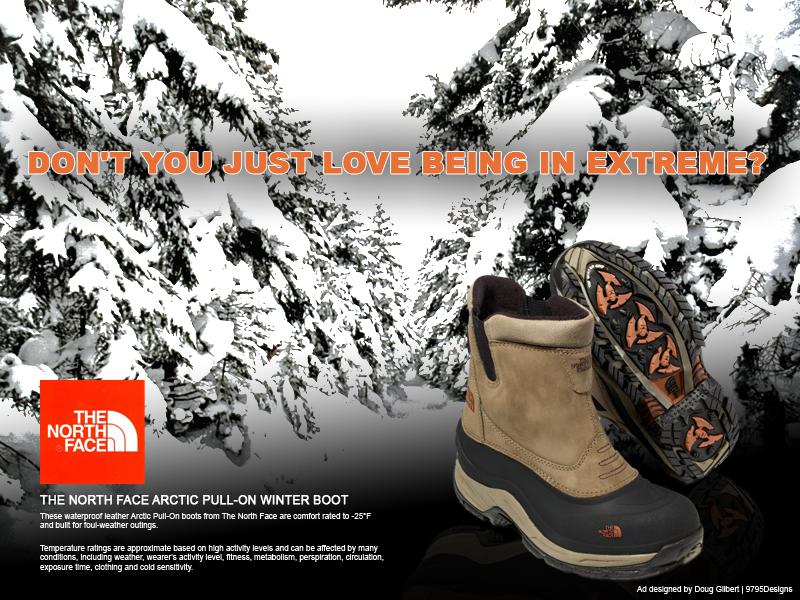 DON'T YOU JUST LOVE BEING IN EXTREME?
THE
NORTH
FACE
THE NORTH FACE ARCTIC PULL-ON WINTER BOOT
These waterproof leather Arctic Pull-On boots from The North Face are comfort rated to -25°F
and built for foul-weather outings.
Temperature ratings are approximate based on high activity levels and can be affected by many
conditions, including weather, wearer's activity level, fitness, metabolism, perspiration, circulation,
exposure time, clothing and cold sensitivity.
Ad designed by Doug Gilbert | 9795Designs